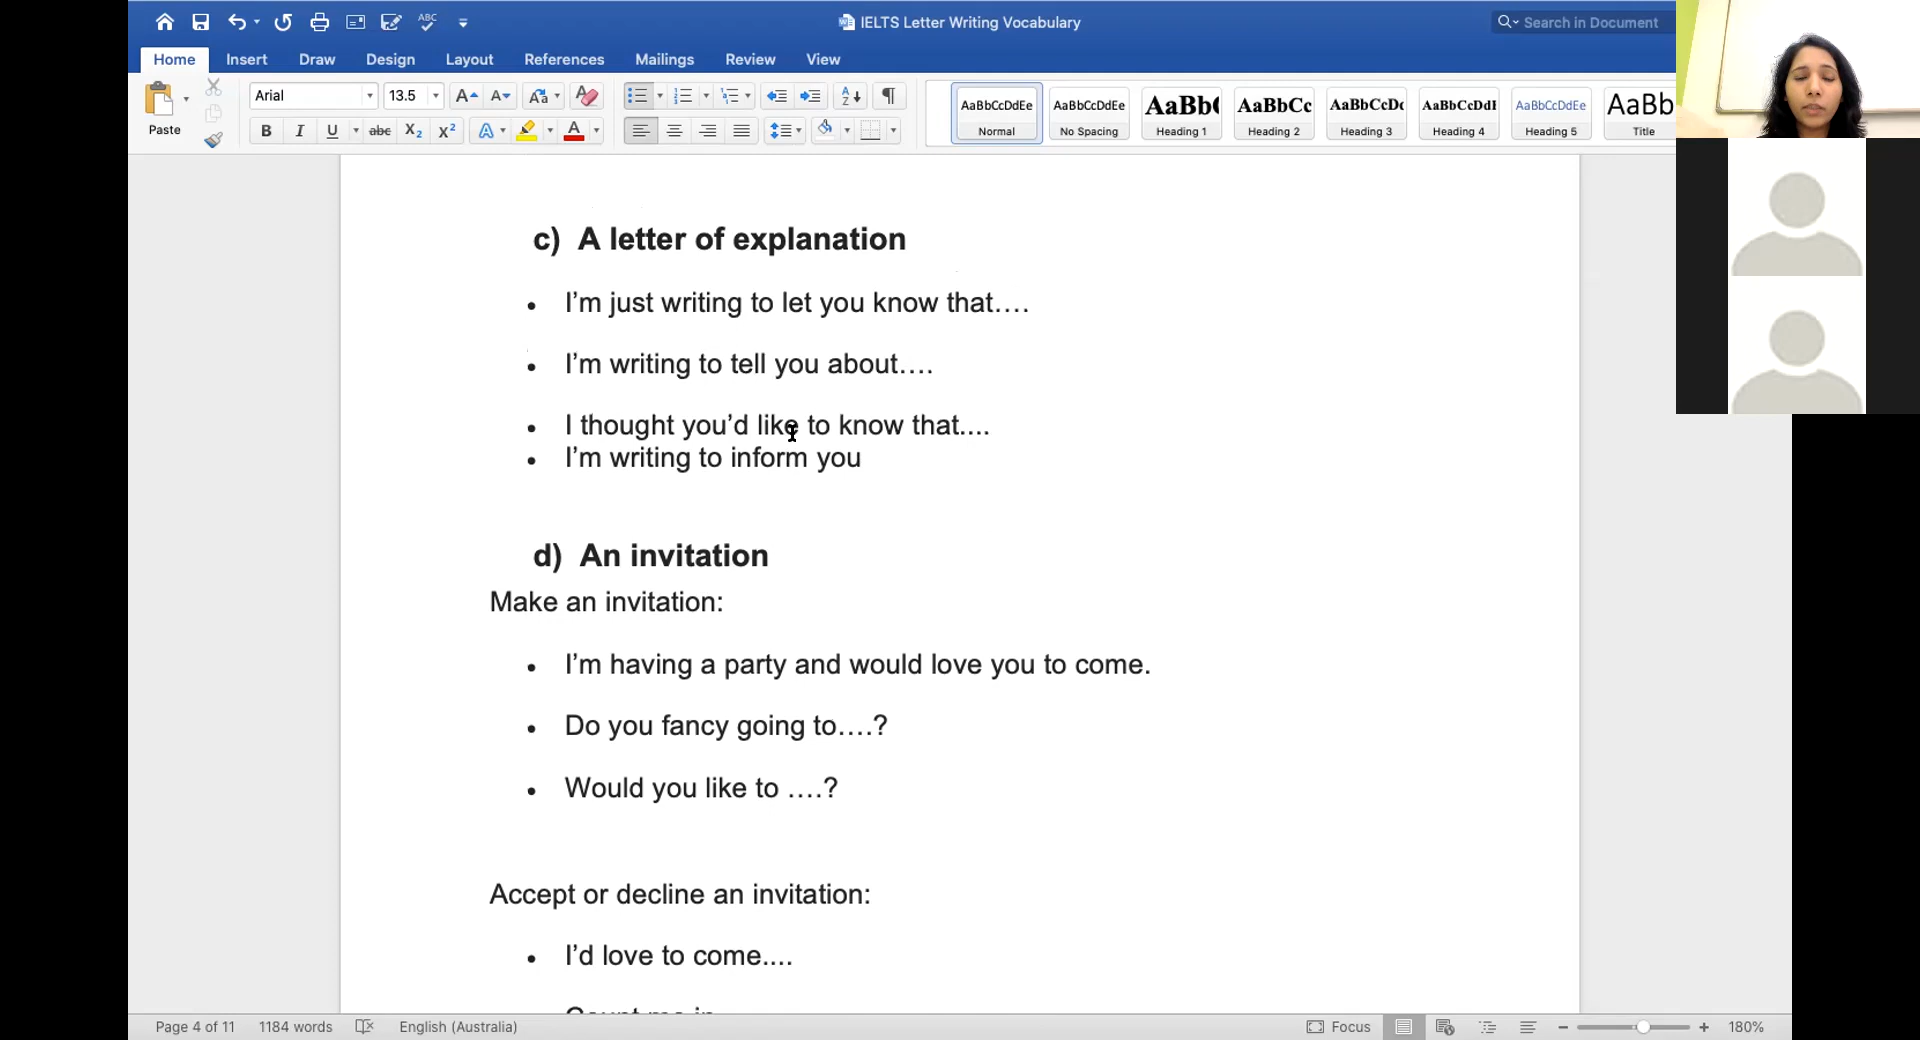 ABC
IELTS Letter Writing Vocabulary
Search in Document
Home Insert Draw Design Layout References Mailings Review View
Paste
Arial 13.5
AaBbCcDdEe AaBbCcDdEe AaBb( AaBbCc AaBbCcDc AaBbCcDdI AaBbCcDdEe AaBb
Normal No Spacing Heading 1 Heading 2 Heading 3 Heading 4 Heading 5 Title
c) A letter of explanation
• I’m just writing to let you know that….
• I’m writing to tell you about….
• I thought you’d like to know that....
• I’m writing to inform you
d) An invitation
Make an invitation:
• I’m having a party and would love you to come.
• Do you fancy going to….?
• Would you like to ….?
Accept or decline an invitation:
• I’d love to come....
Page 4 of 11 1184 words English (Australia) Focus 180%